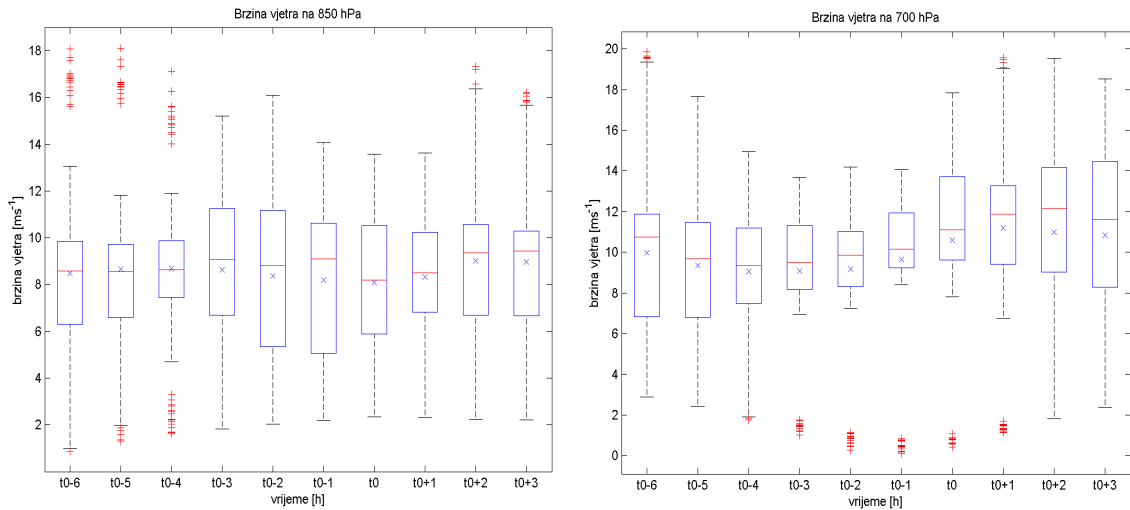 Brzina vjetra na 850 hPa
brzina vjetra [ms⁻¹]
18
16
14
12
10
8
6
4
2
t0-6 t0-5 t0-4 t0-3 t0-2 t0-1 t0 t0+1 t0+2 t0+3
vrijeme [h]
Brzina vjetra na 700 hPa
brzina vjetra [ms⁻¹]
20
18
16
14
12
10
8
6
4
2
0
t0-6 t0-5 t0-4 t0-3 t0-2 t0-1 t0 t0+1 t0+2 t0+3
vrijeme [h]